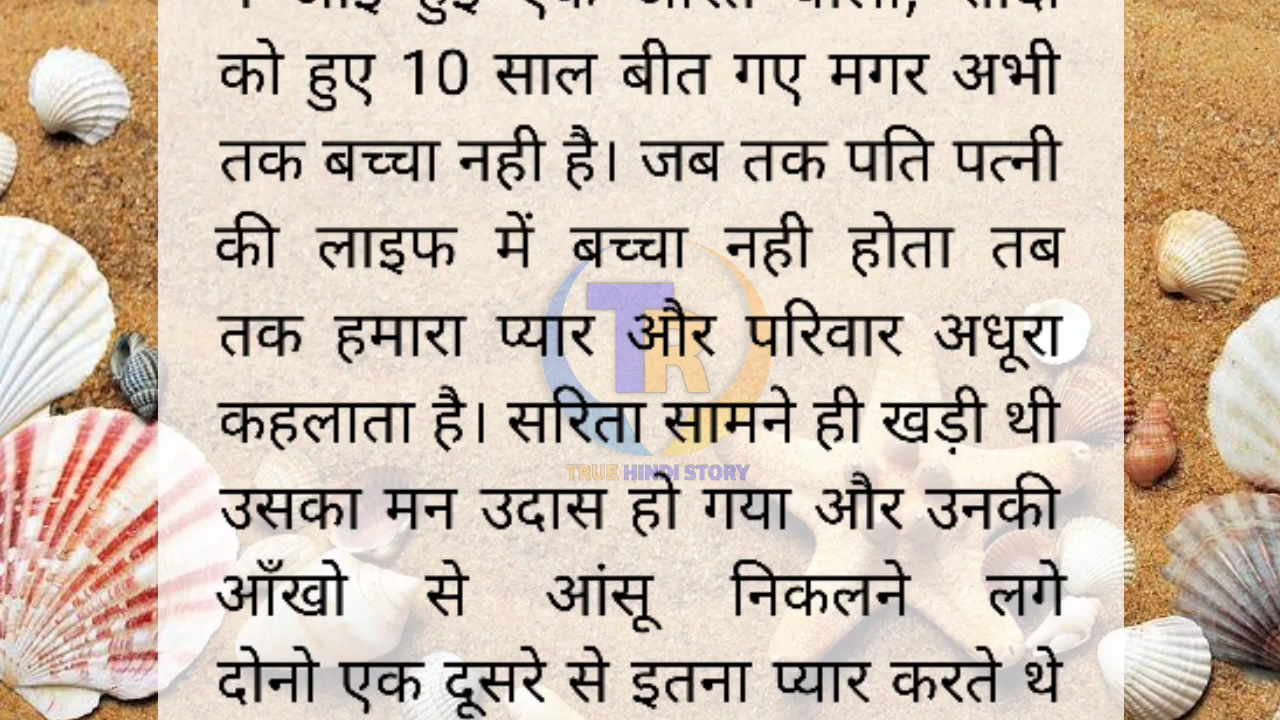 को हुए 10 साल बीत गए मगर अभी
तक बच्चा नही है। जब तक पति पत्नी
की लाइफ में बच्चा नही होता तब
तक हमारा प्यार और परिवार अधूरा
कहलाता है। सरिता सामने ही खड़ी थी
उसका मन उदास हो गया और उनकी
आँखो से आंसू निकलने लगे
दोनो एक दूसरे से इतना प्यार करते थे
TR
TRUE HINDI STORY